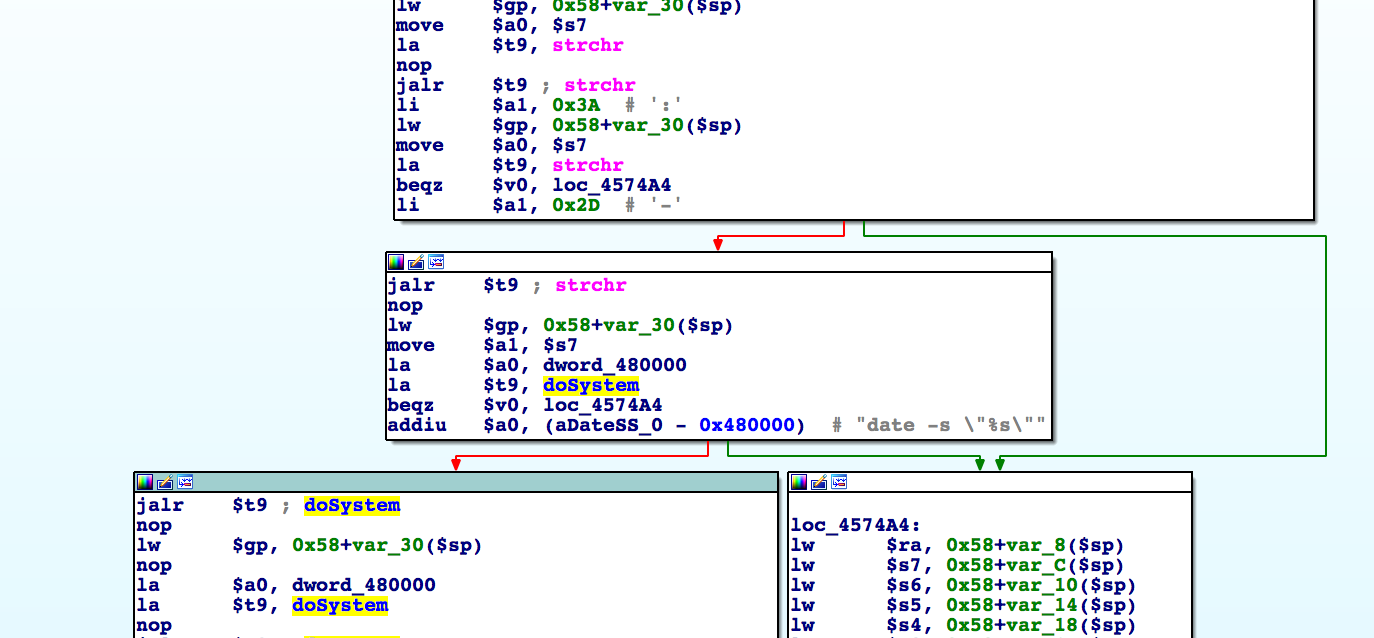 lw $gp, 0x58+var_30($sp)
move $a0, $s7
la $t9, strchr
nop
jalr $t9 ; strchr
li $a1, 0x3A # ':'
lw $gp, 0x58+var_30($sp)
move $a0, $s7
la $t9, strchr
beqz $v0, loc_4574A4
li $a1, 0x2D # '-'
jalr $t9 ; strchr
nop
lw $gp, 0x58+var_30($sp)
move $a1, $s7
la $a0, dword_480000
la $t9, doSystem
beqz $v0, loc_4574A4
addiu $a0, (aDateSS_0 - 0x480000) # "date -s \"%s\""
jalr $t9 ; doSystem
nop
lw $gp, 0x58+var_30($sp)
nop
la $a0, dword_480000
la $t9, doSystem
nop
loc_4574A4:
lw $ra, 0x58+var_8($sp)
lw $s7, 0x58+var_C($sp)
lw $s6, 0x58+var_10($sp)
lw $s5, 0x58+var_14($sp)
lw $s4, 0x58+var_18($sp)